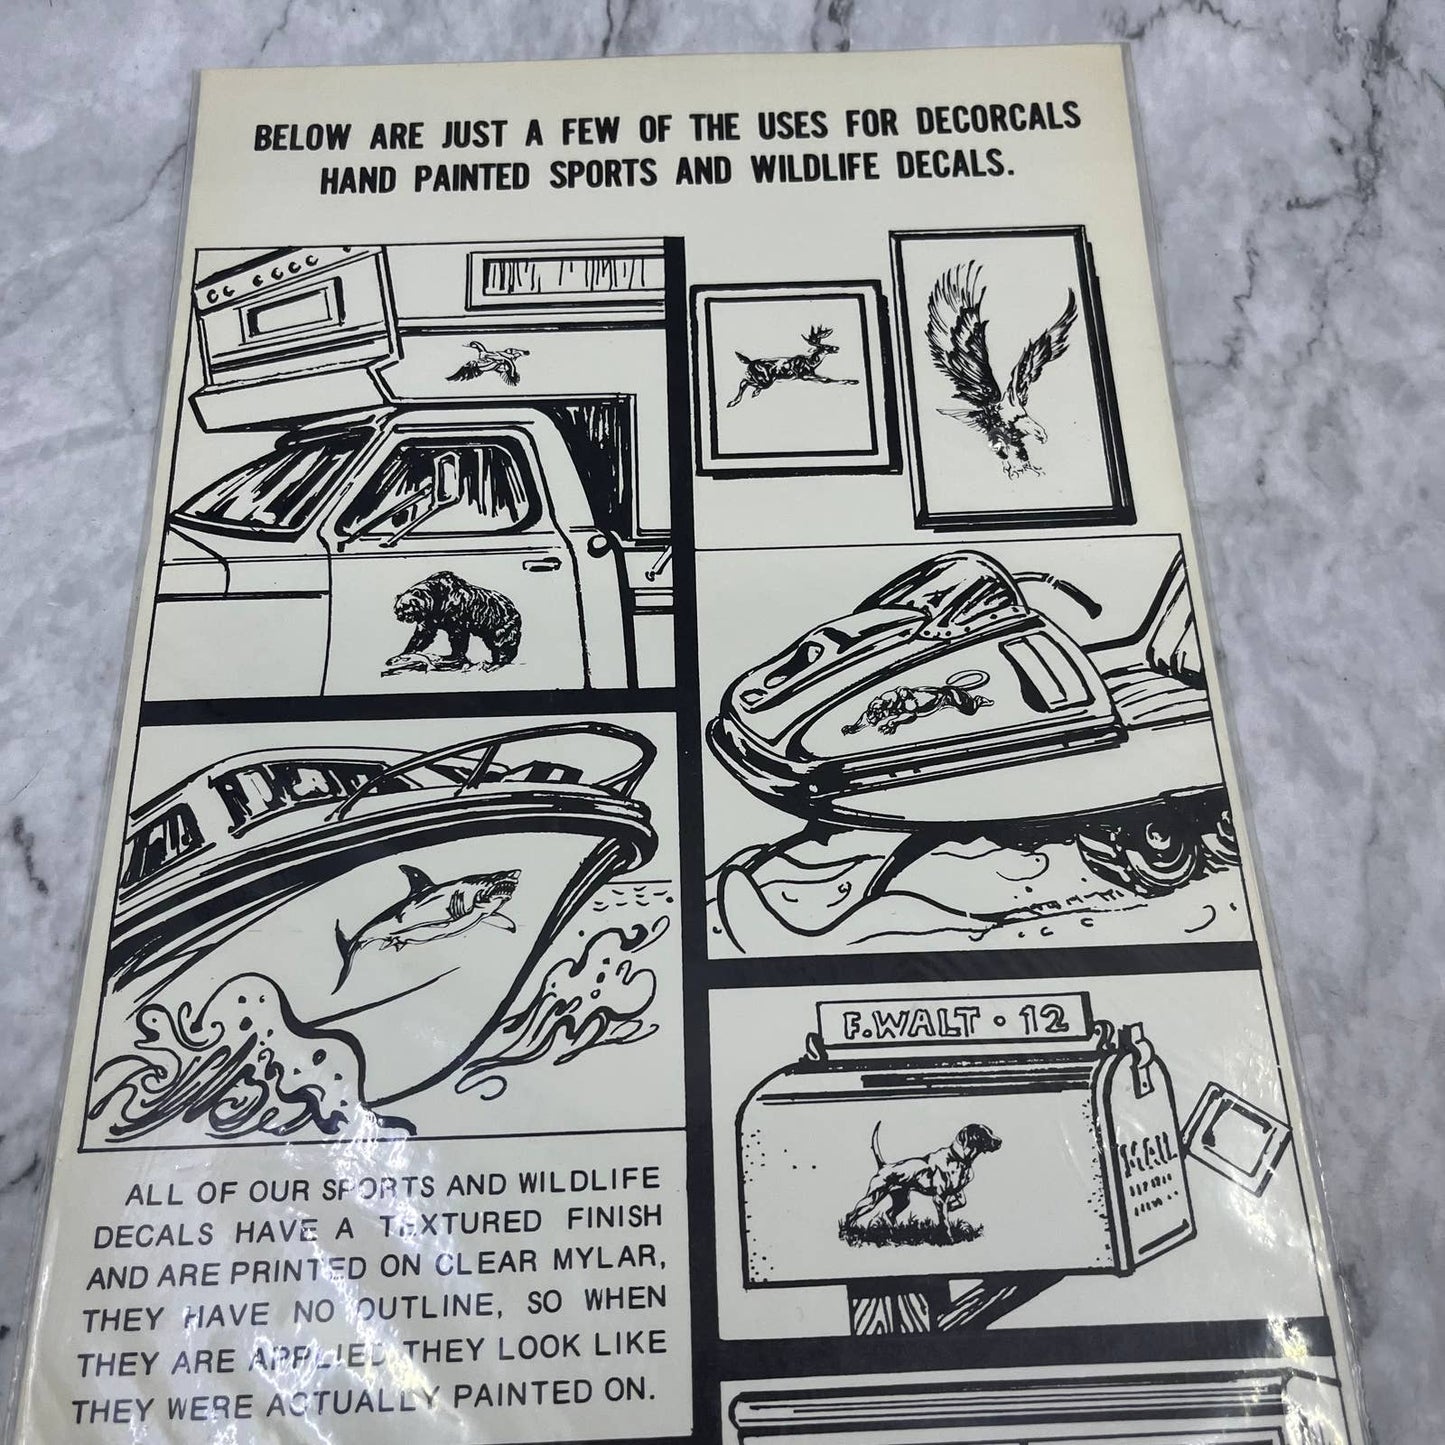 BELOW ARE JUST A FEW OF THE USES FOR DECORCALS
HAND PAINTED SPORTS AND WILDLIFE DECALS.
F.WALT • 12
MAIL
ALL OF OUR SPORTS AND WILDLIFE
DECALS HAVE A TEXTURED FINISH
AND ARE PRINTED ON CLEAR MYLAR,
THEY HAVE NO OUTLINE, SO WHEN
THEY ARE APPLIED THEY LOOK LIKE
THEY WERE ACTUALLY PAINTED ON.